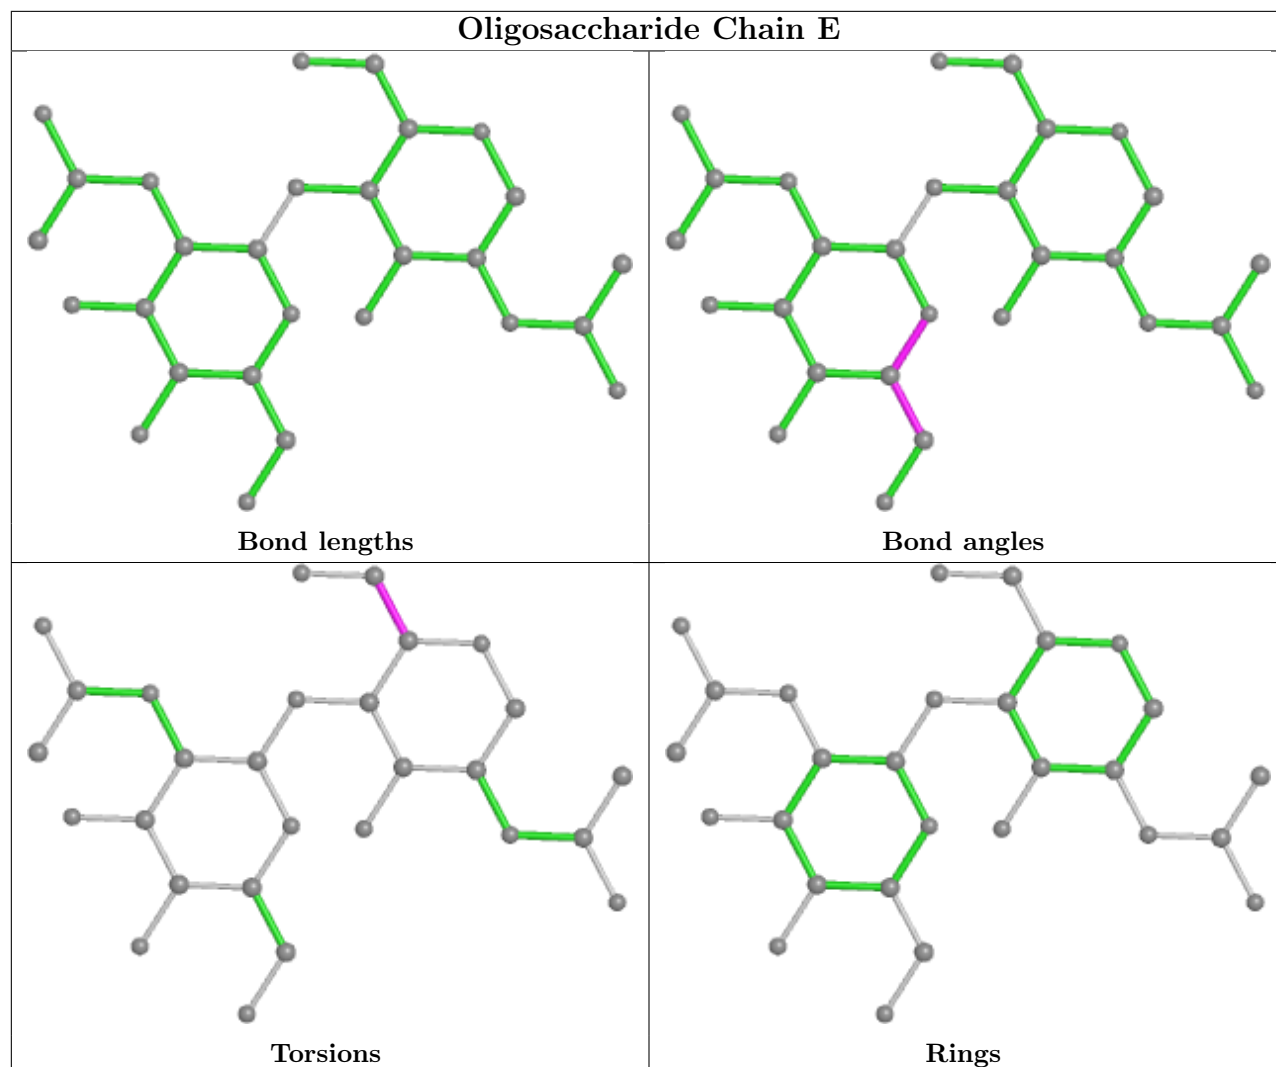 Oligosaccharide Chain E
Bond lengths
Bond angles
Torsions
Rings